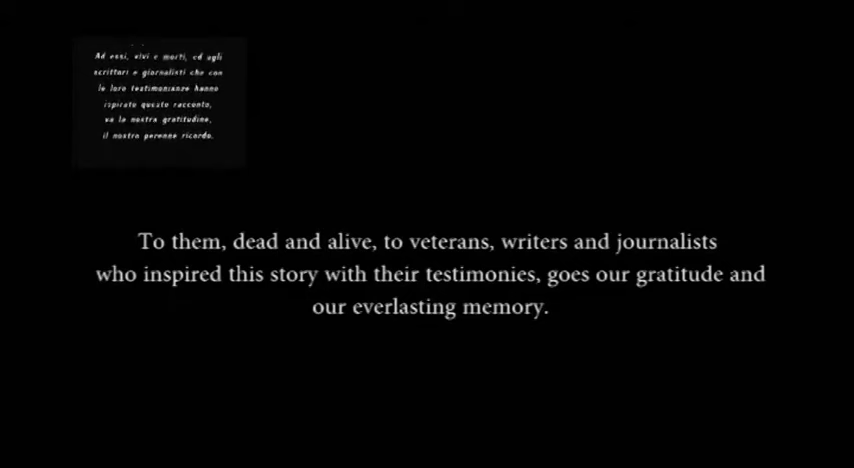 Ad essi, vivi e morti, ed agli
scrittori e giornalisti che con
le loro testimonianze hanno
ispirato questo racconto,
va la nostra gratitudine,
il nostro perenne ricordo.
To them, dead and alive, to veterans, writers and journalists
who inspired this story with their testimonies, goes our gratitude and
our everlasting memory.